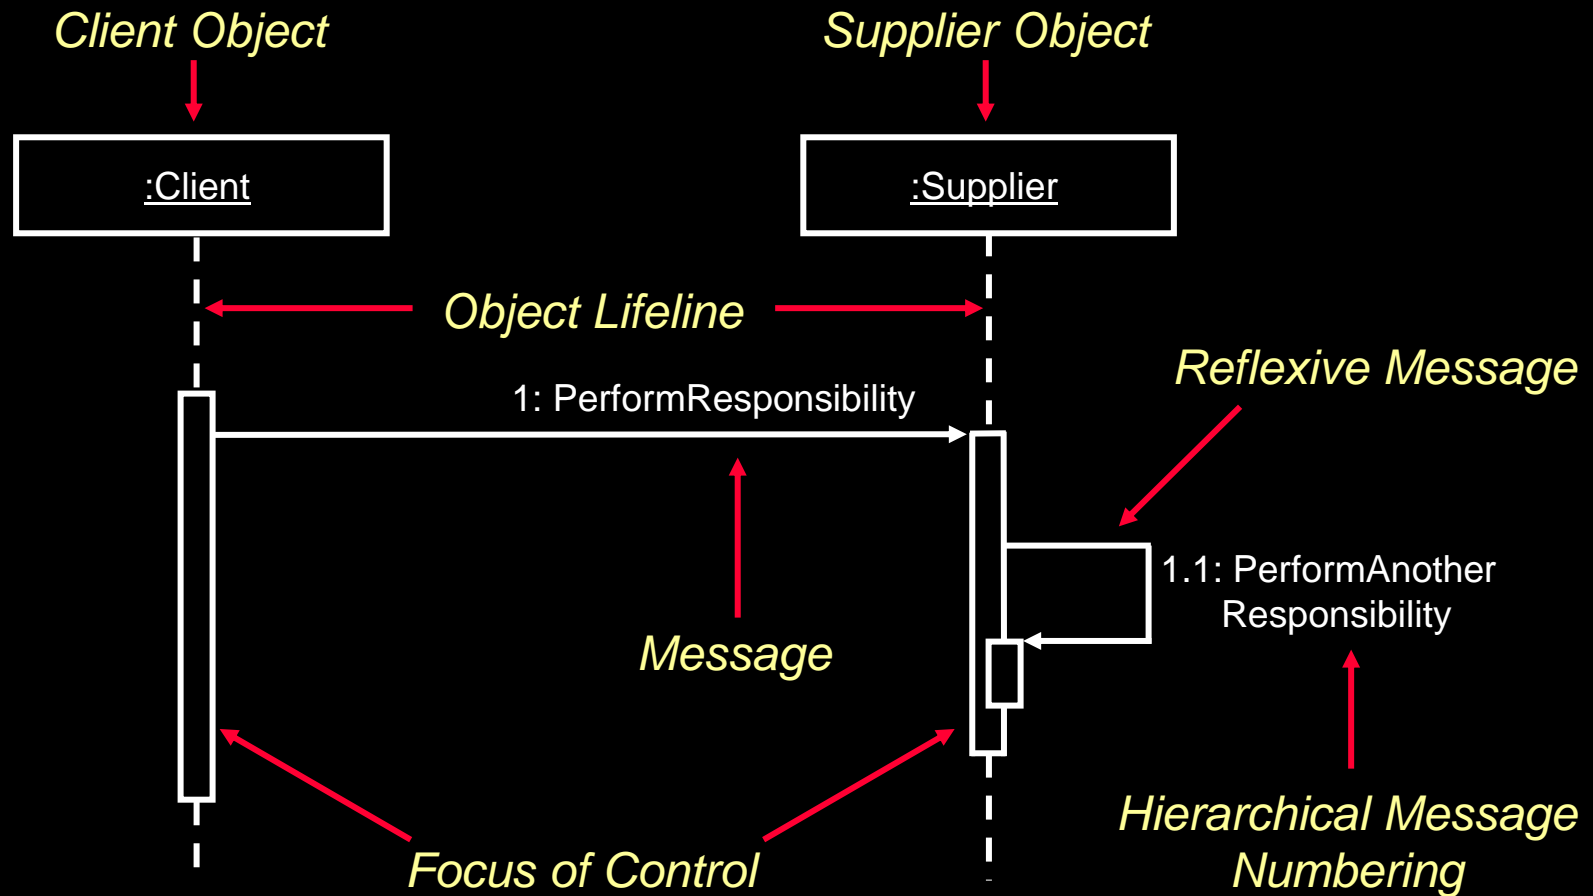 Client Object
Supplier Object
:Client
:Supplier
Object Lifeline
Reflexive Message
1: PerformResponsibility
1.1: PerformAnother
Responsibility
Message
Hierarchical Message
Numbering
Focus of Control